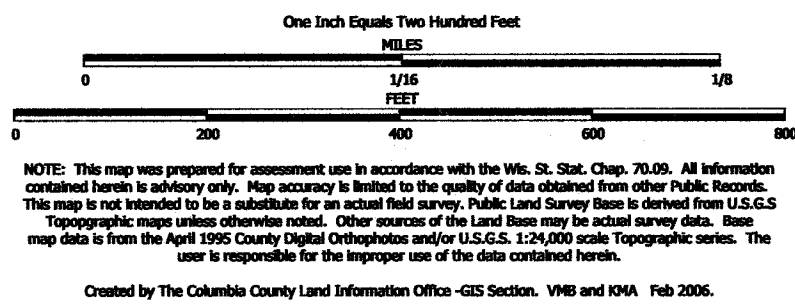 One Inch Equals Two Hundred Feet
MILES
0 1/16 1/8
FEET
0 200 400 600 800
NOTE: This map was prepared for assessment use in accordance with the Wis. St. Stat. Chap. 70.09. All information
contained herein is advisory only. Map accuracy is limited to the quality of data obtained from other Public Records.
This map is not intended to be a substitute for an actual field survey. Public Land Survey Base is derived from U.S.G.S
Topopgraphic maps unless otherwise noted. Other sources of the Land Base may be actual survey data. Base
map data is from the April 1995 County Digital Orthophotos and/or U.S.G.S. 1:24,000 scale Topographic series. The
user is responsible for the improper use of the data contained herein.
Created by The Columbia County Land Information Office -GIS Section. VMB and KMA Feb 2006.